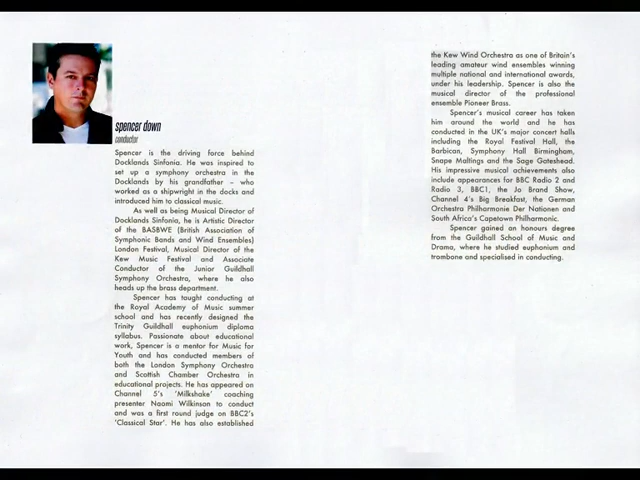 spencer down
conductor
Spencer is the driving force behind
Docklands Sinfonia. He was inspired to
set up a symphony orchestra in the
Docklands by his grandfather – who
worked as a shipwright in the docks and
introduced him to classical music.
As well as being Musical Director of
Docklands Sinfonia, he is Artistic Director
of the BASBWE (British Association of
Symphonic Bands and Wind Ensembles)
London Festival, Musical Director of the
Kew Music Festival and Associate
Conductor of the Junior Guildhall
Symphony Orchestra, where he also
heads up the brass department.
Spencer has taught conducting at
the Royal Academy of Music summer
school and has recently designed the
Trinity Guildhall euphonium diploma
syllabus. Passionate about educational
work, Spencer is a mentor for Music for
Youth and has conducted members of
both the London Symphony Orchestra
and Scottish Chamber Orchestra in
educational projects. He has appeared on
Channel 5's 'Milkshake' coaching
presenter Naomi Wilkinson to conduct
and was a first round judge on BBC2's
'Classical Star'. He has also established
the Kew Wind Orchestra as one of Britain's
leading amateur wind ensembles winning
multiple national and international awards,
under his leadership. Spencer is also the
musical director of the professional
ensemble Pioneer Brass.
Spencer's musical career has taken
him around the world and he has
conducted in the UK's major concert halls
including the Royal Festival Hall, the
Barbican, Symphony Hall Birmingham,
Snape Maltings and the Sage Gateshead.
His impressive musical achievements also
include appearances for BBC Radio 2 and
Radio 3, BBC1, the Jo Brand Show,
Channel 4's Big Breakfast, the German
Orchestra Philharmonie Der Nationen and
South Africa's Capetown Philharmonic.
Spencer gained an honours degree
from the Guildhall School of Music and
Drama, where he studied euphonium and
trombone and specialised in conducting.